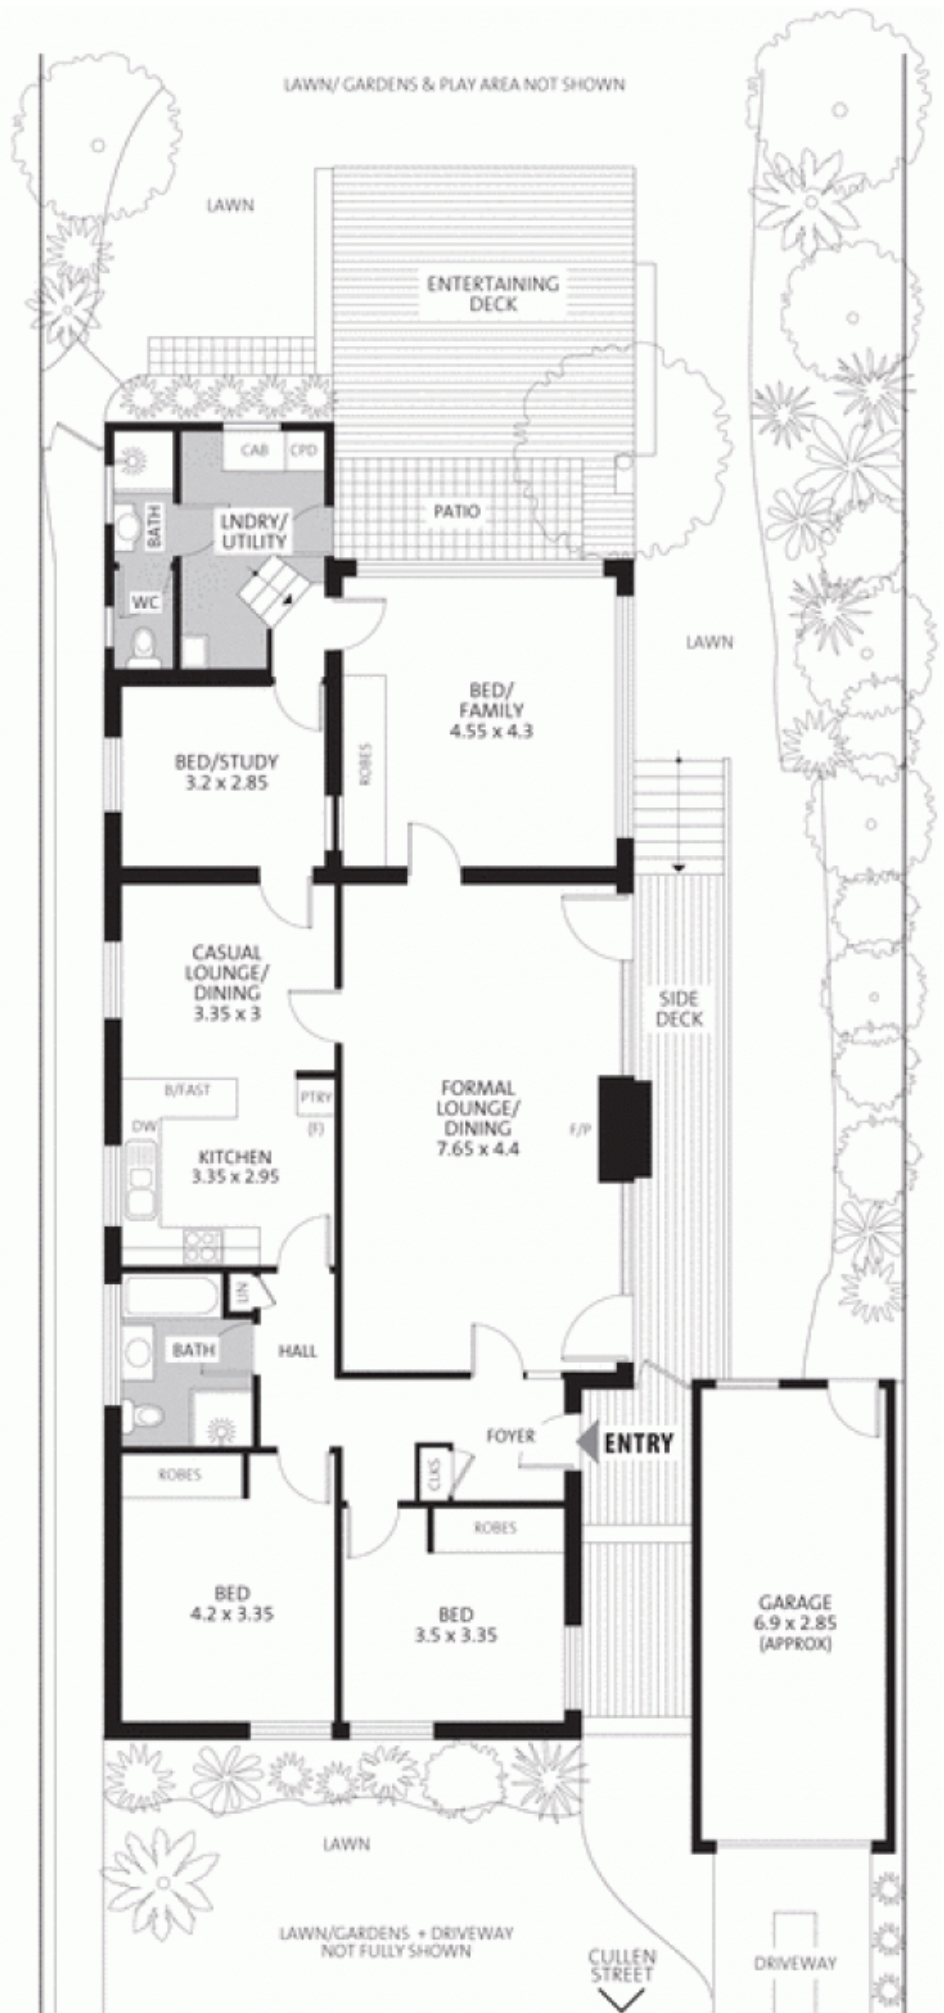 LAWN/ GARDENS & PLAY AREA NOT SHOWN
LAWN
ENTERTAINING
DECK
CAB
CPD
BATH
LNDRY/
UTILITY
PATIO
WC
LAWN
BED/
FAMILY
4.55 x 4.3
ROBES
BED/STUDY
3.2 x 2.85
CASUAL
LOUNGE/
DINING
3.35 x 3
SIDE
DECK
B/FAST
PTRY
(F)
DW
KITCHEN
3.35 x 2.95
FORMAL
LOUNGE/
DINING
7.65 x 4.4
F/P
LIN
BATH
HALL
FOYER
ENTRY
CLKS
ROBES
ROBES
BED
4.2 x 3.35
BED
3.5 x 3.35
GARAGE
6.9 x 2.85
(APPROX)
LAWN
LAWN/GARDENS + DRIVEWAY
NOT FULLY SHOWN
CULLEN
STREET
DRIVEWAY